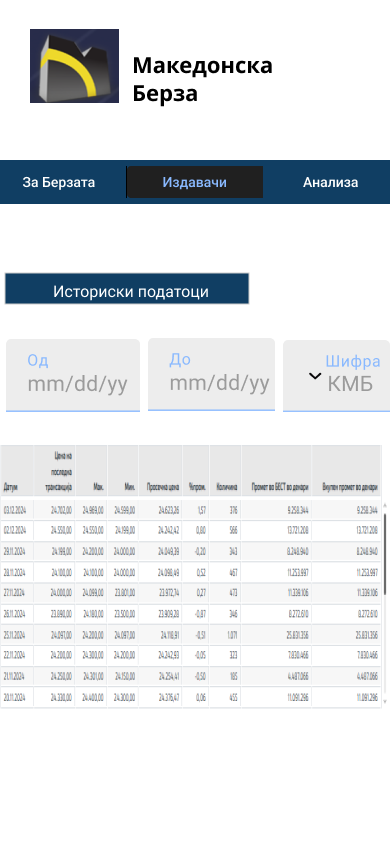 Македонска
Берза
За Берзата Издавачи Анализа
Историски податоци
Од До Шифра
mm/dd/yy mm/dd/yy КМБ
Датум Цена на последна трансакција Мак. Мин. Просечна цена %пром. Количина Промет во БЕСТ во денари Вкупен промет во денари
03.12.2024 24.702,00 24.989,00 24.599,00 24.623,26 1,57 376 9.258.344 9.258.344
02.12.2024 24.550,00 24.550,00 24.199,00 24.242,42 0,80 566 13.721.208 13.721.208
29.11.2024 24.199,00 24.200,00 24.000,00 24.049,39 -0,20 343 8.248.940 8.248.940
28.11.2024 24.100,00 24.100,00 24.000,00 24.098,49 0,52 467 11.253.997 11.253.997
27.11.2024 24.000,00 24.099,00 23.801,00 23.972,74 0,27 473 11.339.106 11.339.106
26.11.2024 23.890,00 24.180,00 23.500,00 23.909,28 -0,87 346 8.272.610 8.272.610
25.11.2024 24.097,00 24.200,00 24.097,00 24.118,91 -0,51 1.071 25.831.356 25.831.356
22.11.2024 24.200,00 24.300,00 24.200,00 24.242,93 -0,05 323 7.830.466 7.830.466
21.11.2024 24.250,00 24.301,00 24.150,00 24.254,41 -0,50 185 4.487.066 4.487.066
20.11.2024 24.330,00 24.400,00 24.300,00 24.376,47 0,06 455 11.091.296 11.091.296